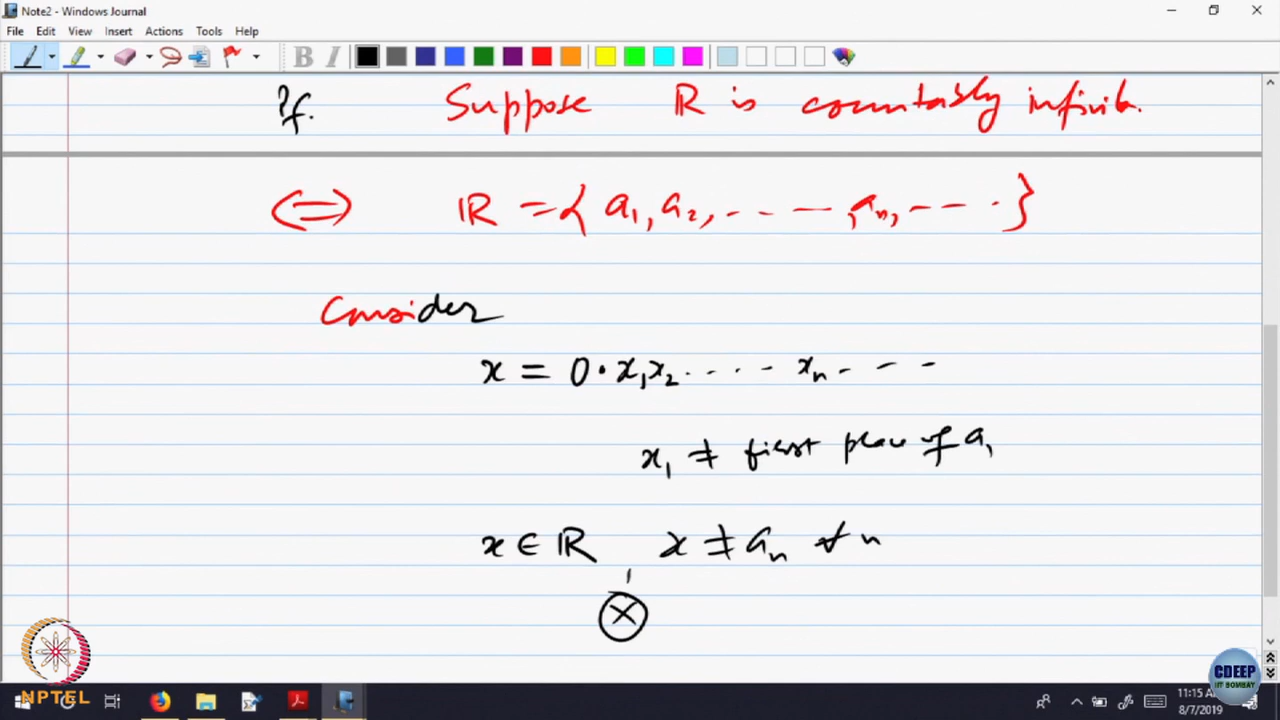 Note2 - Windows Journal
File Edit View Insert Actions Tools Help
B I
Pf. Suppose ℝ is countably infinite.
⟺ ℝ = { a₁, a₂, ......, aₙ, .... }
Consider
x = 0.x₁x₂..... xₙ. - - -
x₁ ≠ first place of a₁
x ∈ ℝ x ≠ aₙ ∀ n
⊗
NPTEL
CDEEP
IIT BOMBAY
11:15
8/7/2019